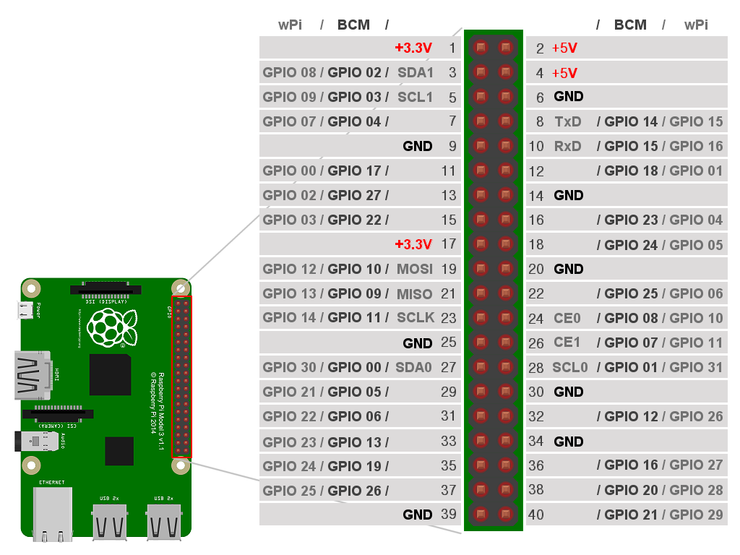 wPi / BCM / / BCM / wPi
+3.3V 1 2 +5V
GPIO 08 / GPIO 02 / SDA1 3 4 +5V
GPIO 09 / GPIO 03 / SCL1 5 6 GND
GPIO 07 / GPIO 04 / 7 8 TxD / GPIO 14 / GPIO 15
GND 9 10 RxD / GPIO 15 / GPIO 16
GPIO 00 / GPIO 17 / 11 12 / GPIO 18 / GPIO 01
GPIO 02 / GPIO 27 / 13 14 GND
GPIO 03 / GPIO 22 / 15 16 / GPIO 23 / GPIO 04
+3.3V 17 18 / GPIO 24 / GPIO 05
GPIO 12 / GPIO 10 / MOSI 19 20 GND
GPIO 13 / GPIO 09 / MISO 21 22 / GPIO 25 / GPIO 06
GPIO 14 / GPIO 11 / SCLK 23 24 CE0 / GPIO 08 / GPIO 10
GND 25 26 CE1 / GPIO 07 / GPIO 11
GPIO 30 / GPIO 00 / SDA0 27 28 SCL0 / GPIO 01 / GPIO 31
GPIO 21 / GPIO 05 / 29 30 GND
GPIO 22 / GPIO 06 / 31 32 / GPIO 12 / GPIO 26
GPIO 23 / GPIO 13 / 33 34 GND
GPIO 24 / GPIO 19 / 35 36 / GPIO 16 / GPIO 27
GPIO 25 / GPIO 26 / 37 38 / GPIO 20 / GPIO 28
GND 39 40 / GPIO 21 / GPIO 29
DSI (DISPLAY)
GPIO
Power
HDMI
Raspberry Pi Model 3 v1.1
© Raspberry Pi 2014
CSI (CAMERA)
Audio
ETHERNET
USB 2x
USB 2x